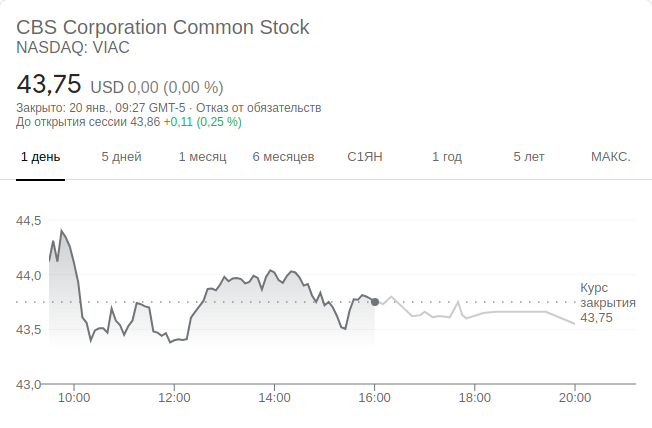 CBS Corporation Common Stock
NASDAQ: VIAC
43,75 USD 0,00 (0,00 %)
Закрыто: 20 янв., 09:27 GMT-5 · Отказ от обязательств
До открытия сессии 43,86 +0,11 (0,25 %)
1 день 5 дней 1 месяц 6 месяцев С1ЯН 1 год 5 лет МАКС.
44,5
44,0
Курс
закрытия
43,75
43,5
43,0
10:00 12:00 14:00 16:00 18:00 20:00